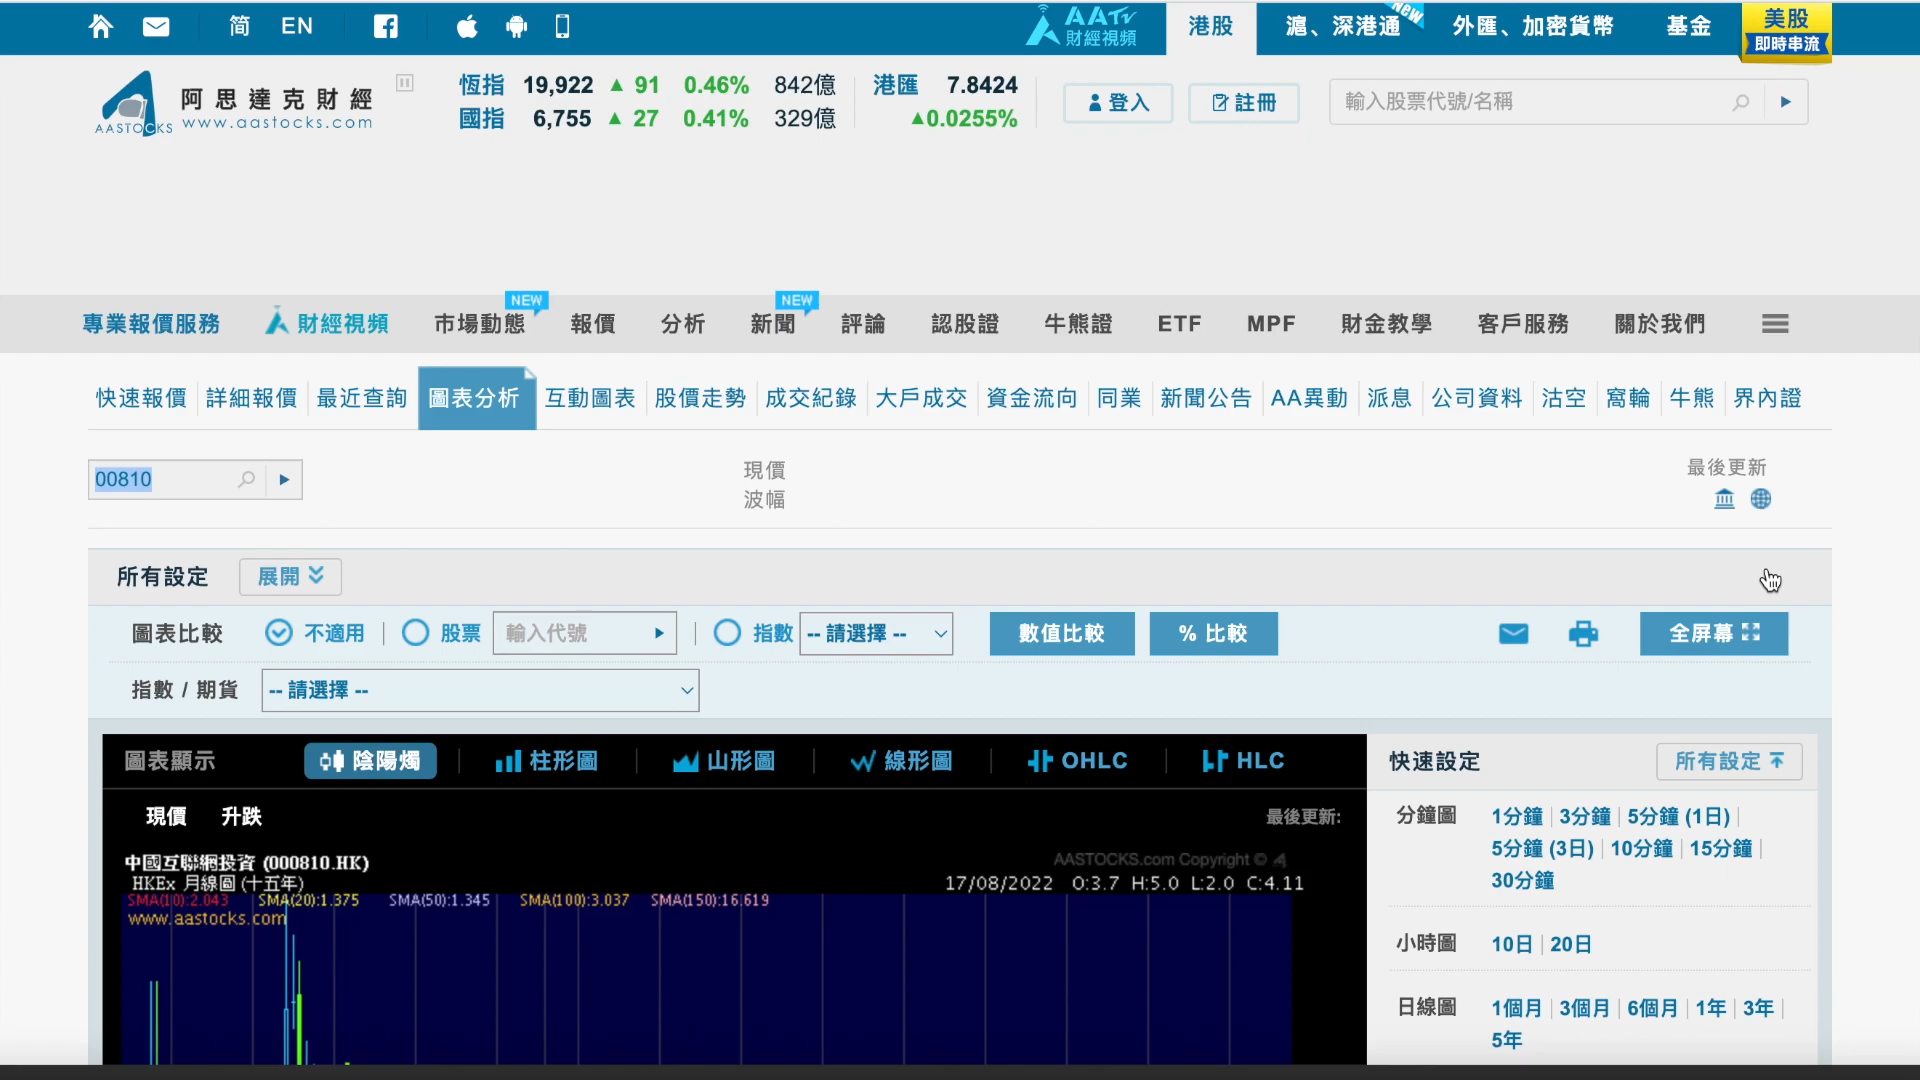 简 EN
AATV 財經視頻
港股 滬、深港通 New 外匯、加密貨幣 基金 美股 即時串流
AASTOCKS 阿思達克財經
www.aastocks.com
恆指 19,922 ▲ 91 0.46% 842億 港匯 7.8424
國指 6,755 ▲ 27 0.41% 329億 ▲0.0255%
登入 註冊 輸入股票代號/名稱
NEW NEW
專業報價服務 財經視頻 市場動態 報價 分析 新聞 評論 認股證 牛熊證 ETF MPF 財金教學 客戶服務 關於我們
快速報價 詳細報價 最近查詢 圖表分析 互動圖表 股價走勢 成交紀錄 大戶成交 資金流向 同業 新聞公告 AA異動 派息 公司資料 沽空 窩輪 牛熊 界內證
00810 現價 最後更新
波幅
所有設定 展開
圖表比較 不適用 股票 輸入代號 指數 -- 請選擇 -- 數值比較 % 比較 全屏幕
指數 / 期貨 -- 請選擇 --
圖表顯示 陰陽燭 柱形圖 山形圖 線形圖 OHLC HLC
現價 升跌 最後更新:
中國互聯網投資 (000810.HK) AASTOCKS.com Copyright ©
HKEx 月線圖 (十五年) 17/08/2022 O:3.7 H:5.0 L:2.0 C:4.11
SMA(10):2.043 SMA(20):1.375 SMA(50):1.345 SMA(100):3.037 SMA(150):16.619
www.aastocks.com
快速設定 所有設定
分鐘圖 1分鐘 3分鐘 5分鐘 (1日)
5分鐘 (3日) 10分鐘 15分鐘
30分鐘
小時圖 10日 20日
日線圖 1個月 3個月 6個月 1年 3年
5年